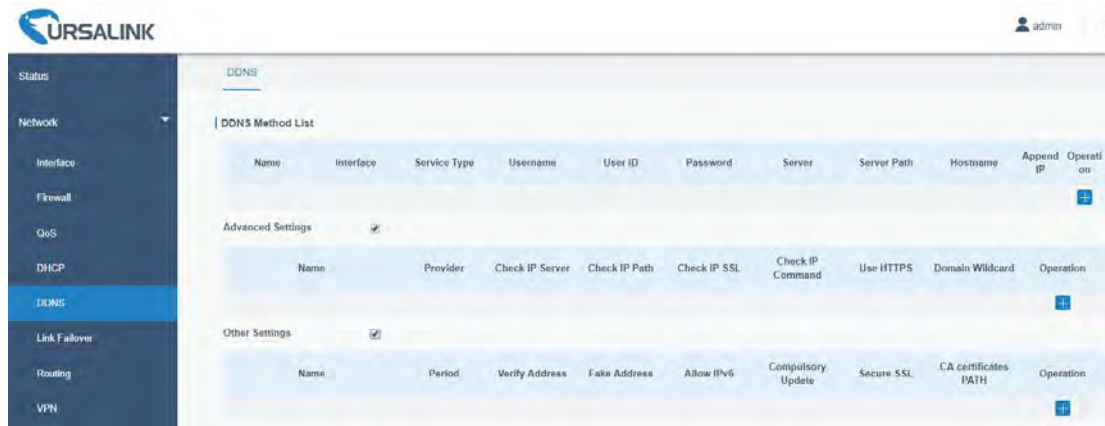 URSALINK
admin
Status
DDNS
Network
DDNS Method List
Interface
Name Interface Service Type Username User ID Password Server Server Path Hostname Append IP Operation
Firewall
QoS
Advanced Settings
DHCP
Name Provider Check IP Server Check IP Path Check IP SSL Check IP Command Use HTTPS Domain Wildcard Operation
DDNS
Link Failover
Other Settings
Routing
Name Period Verify Address Fake Address Allow IPv6 Compulsory Update Secure SSL CA certificates PATH Operation
VPN